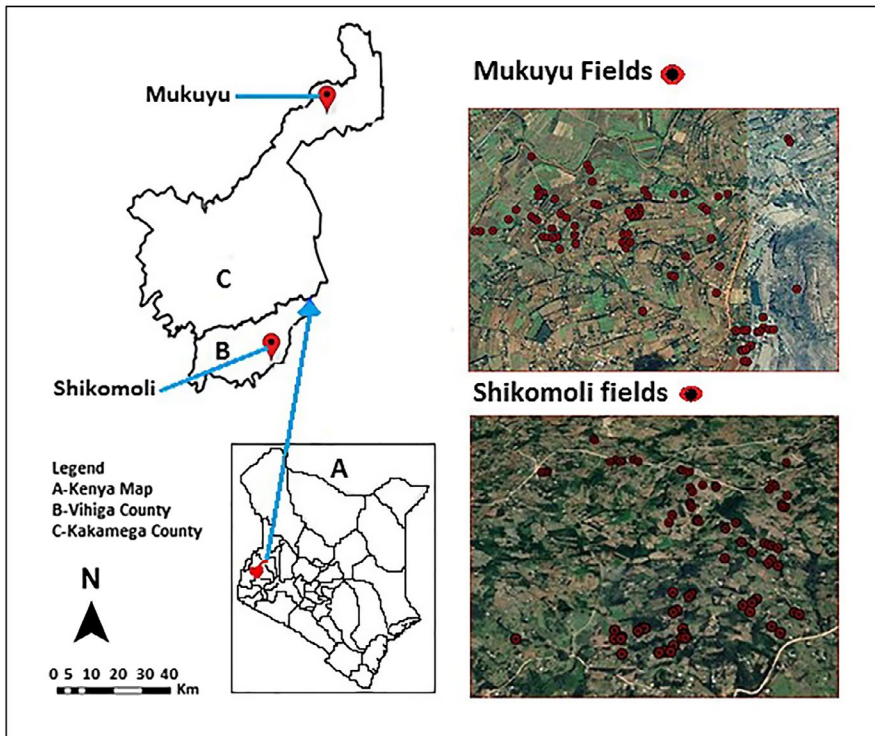 Mukuyu
C
B
Shikomoli
Legend
A-Kenya Map
B-Vihiga County
C-Kakamega County
N
0 5 10 20 30 40
Km
A
Mukuyu Fields
Shikomoli fields